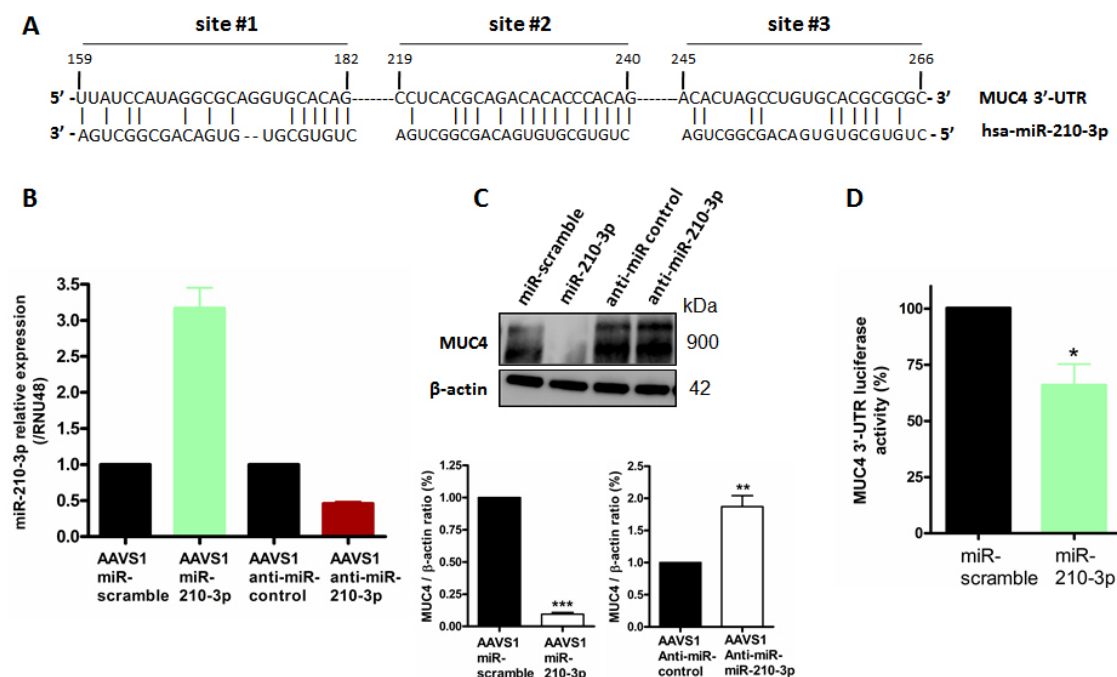 A
site #1 site #2 site #3
159 182 219 240 245 266
5’ -UUAUCCAUAGGCGCAGGUGCACAG------CCUCACGCAGACACACCCACAG-----ACACUAGCCUGUGCACGCGCGC- 3’ MUC4 3’-UTR
3’ -AGUCGGCGACAGUG--UGCGUGUC AGUCGGCGACAGUGUGCGUGUC AGUCGGCGACAGUGUGCGUGUC -5’ hsa-miR-210-3p
B
miR-210-3p relative expression
(/RNU48)
3.5
3.0
2.5
2.0
1.5
1.0
0.5
0.0
AAVS1 AAVS1 AAVS1 AAVS1
miR- miR- anti-miR- anti-miR-
scramble 210-3p control 210-3p
C
miR-scramble
miR-210-3p
anti-miR control
anti-miR-210-3p
kDa
MUC4 900
β-actin 42
MUC4 / β-actin ratio (%)
1.25
1.00
0.75
0.50
0.25
0.00
***
AAVS1 AAVS1
miR- miR-
scramble 210-3p
MUC4 / β-actin ratio (%)
2.5
2.0
1.5
1.0
0.5
0.0
**
AAVS1 AAVS1
Anti-miR- Anti-miR-
control miR-210-3p
D
MUC4 3'-UTR luciferase
activity (%)
100
75
50
25
0
*
miR- miR-
scramble 210-3p